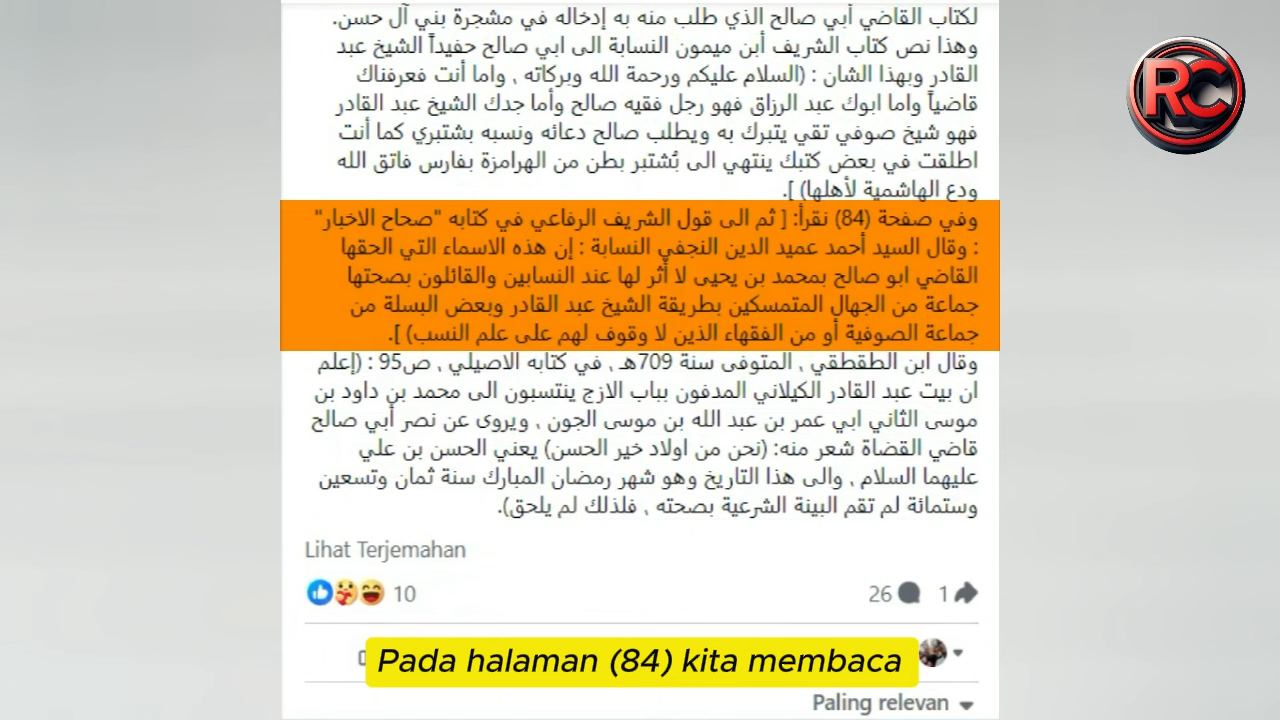 لكتاب القاضي أبي صالح الذي طلب منه به إدخاله في مشجرة بني آل حسن.
وهذا نص كتاب الشريف أبن ميمون النسابة الى ابي صالح حفيداً الشيخ عبد
القادر وبهذا الشان : (السلام عليكم ورحمة الله وبركاته , واما أنت فعرفناك
قاضياً واما ابوك عبد الرزاق فهو رجل فقيه صالح وأما جدك الشيخ عبد القادر
فهو شيخ صوفي تقي يتبرك به ويطلب صالح دعائه ونسبه بشتبري كما أنت
اطلقت في بعض كتبك ينتهي الى بُشتبر بطن من الهرامزة بفارس فاتق الله
ودع الهاشمية لأهلها) ].
وفي صفحة (84) نقرأ: [ ثم الى قول الشريف الرفاعي في كتابه "صحاح الاخبار"
: وقال السيد أحمد عميد الدين النجفي النسابة : إن هذه الاسماء التي الحقها
القاضي ابو صالح بمحمد بن يحيى لا أثر لها عند النسابين والقائلون بصحتها
جماعة من الجهال المتمسكين بطريقة الشيخ عبد القادر وبعض البسلة من
جماعة الصوفية أو من الفقهاء الذين لا وقوف لهم على علم النسب) ].
وقال ابن الطقطقي , المتوفى سنة 709هـ , في كتابه الاصيلي , ص95 : (إعلم
ان بيت عبد القادر الكيلاني المدفون بباب الازج ينتسبون الى محمد بن داود بن
موسى الثاني ابي عمر بن عبد الله بن موسى الجون , ويروى عن نصر أبي صالح
قاضي القضاة شعر منه: (نحن من اولاد خير الحسن) يعني الحسن بن علي
عليهما السلام , والى هذا التاريخ وهو شهر رمضان المبارك سنة ثمان وتسعين
وستمائة لم تقم البينة الشرعية بصحته , فلذلك لم يلحق).
Lihat Terjemahan
10
26
1
Pada halaman (84) kita membaca
Paling relevan
RC